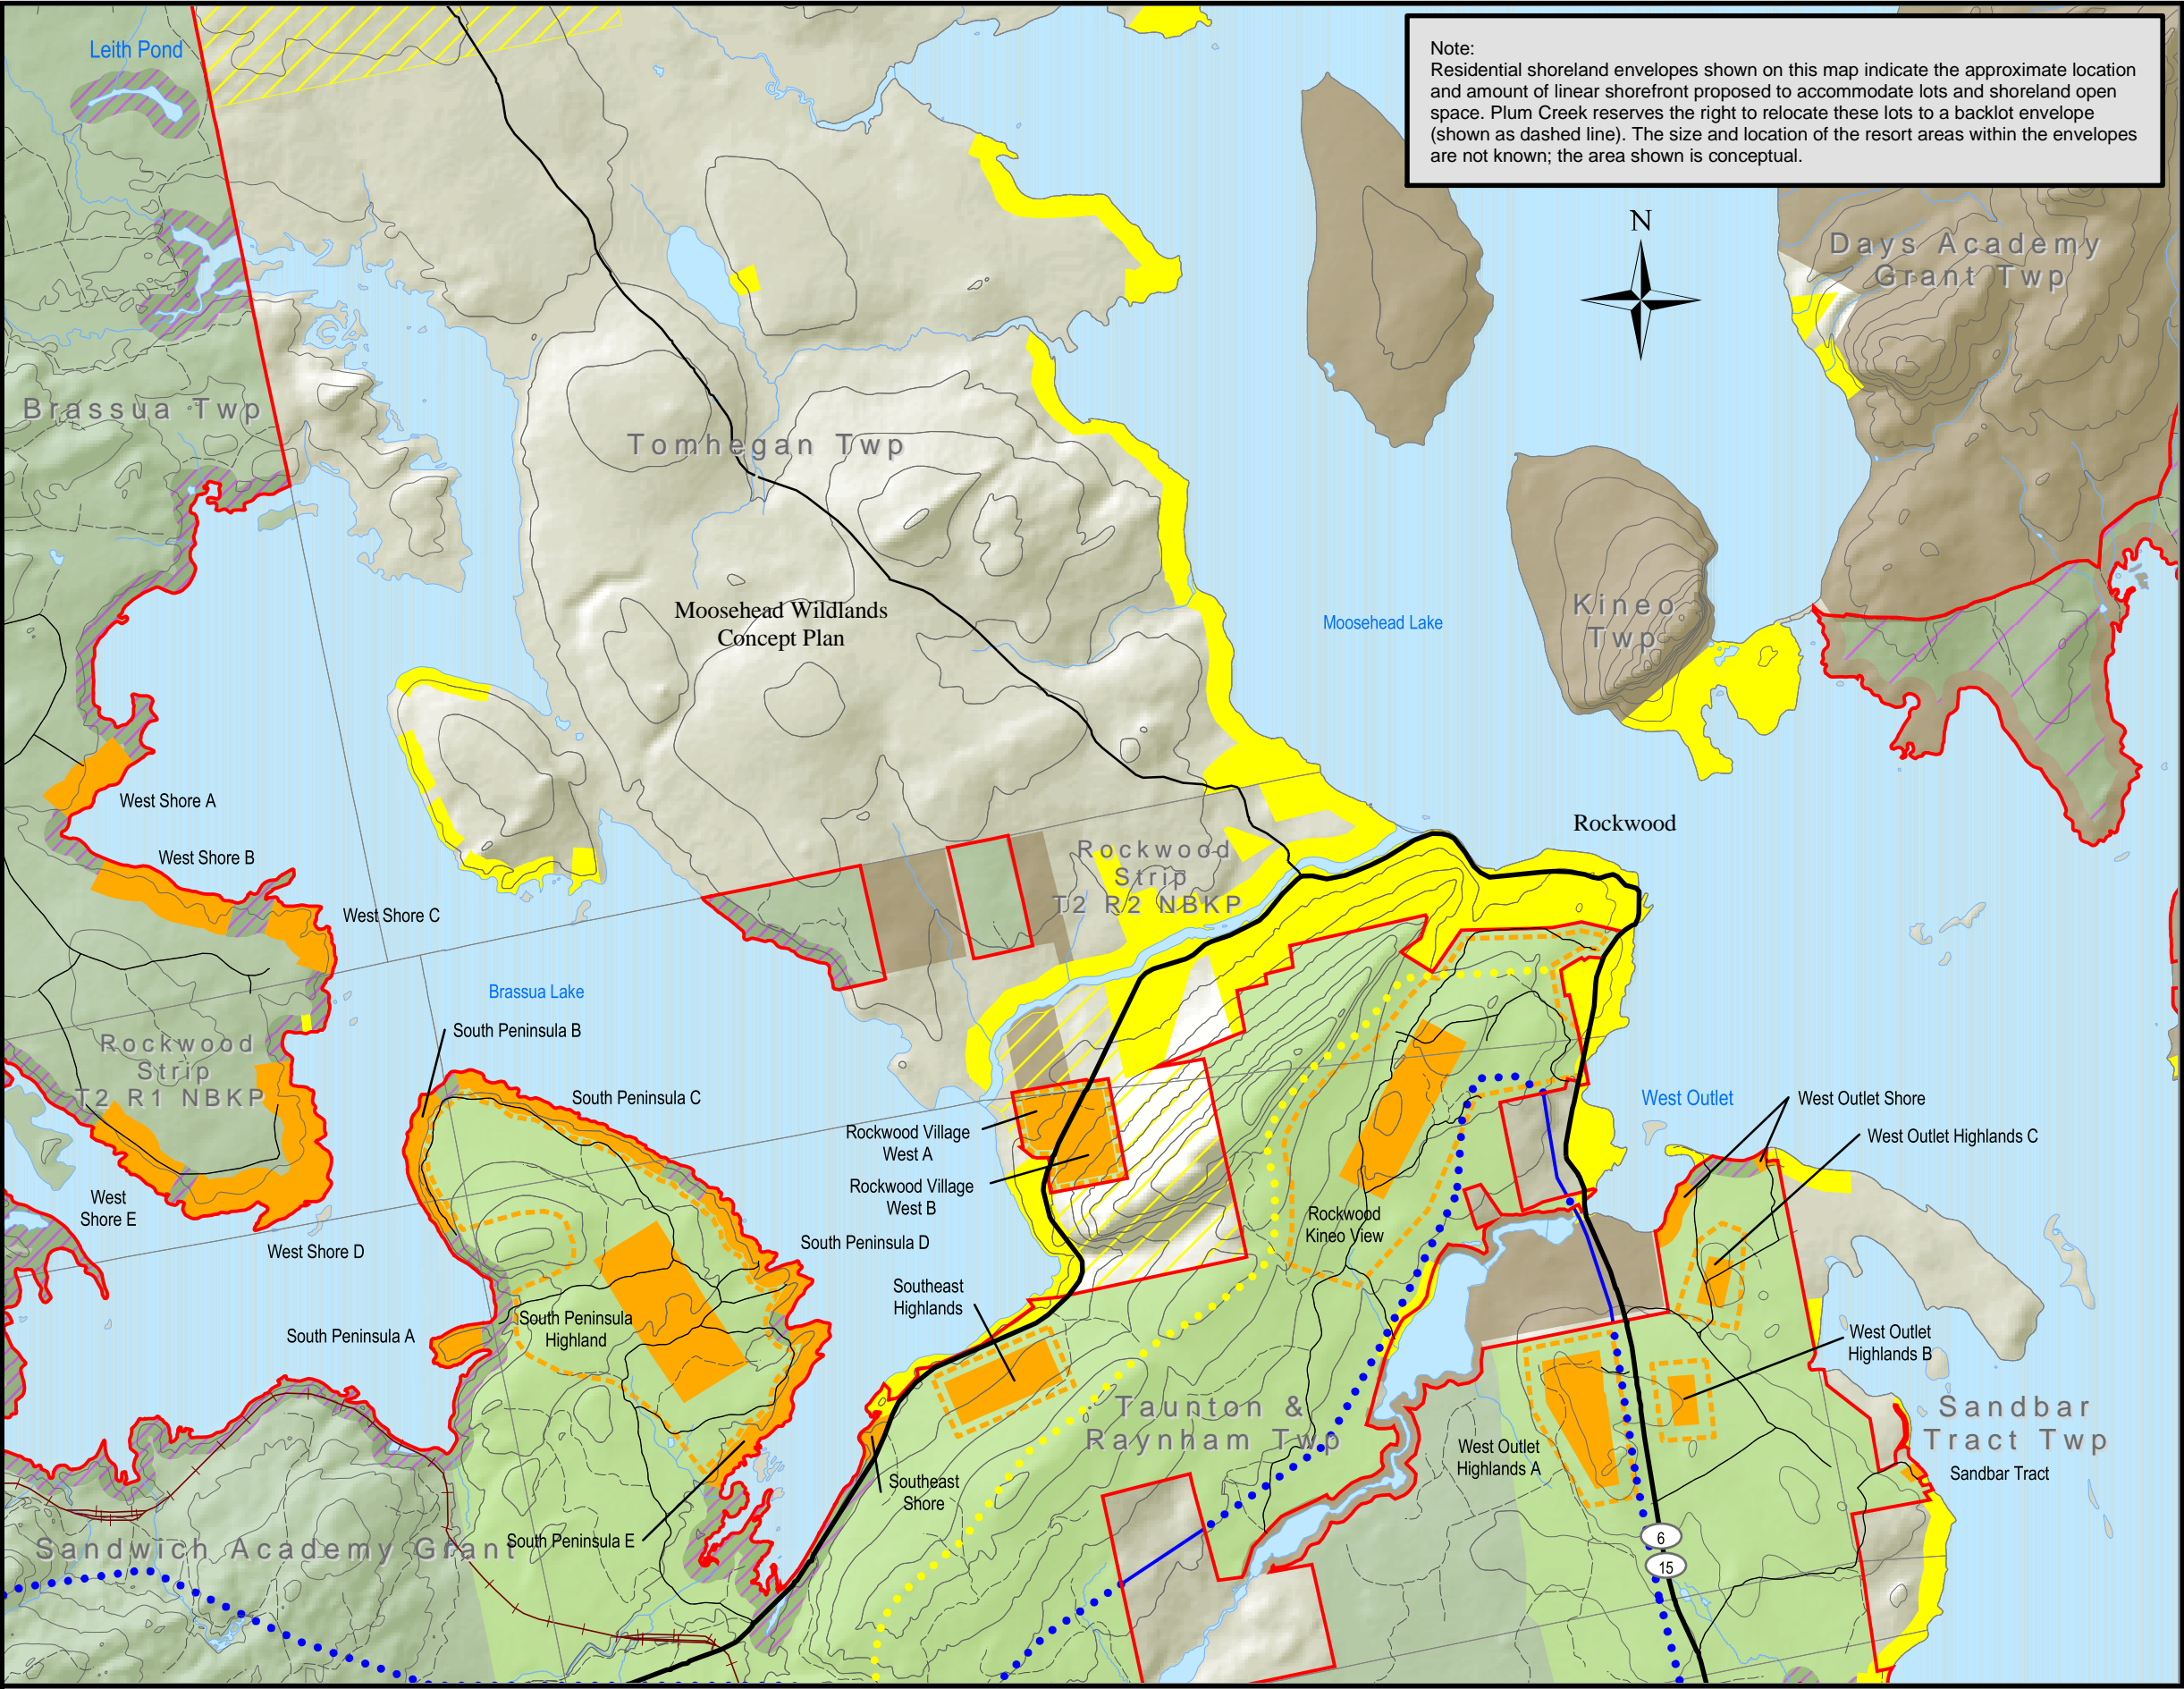 Note:
Residential shoreland envelopes shown on this map indicate the approximate location
and amount of linear shorefront proposed to accommodate lots and shoreland open
space. Plum Creek reserves the right to relocate these lots to a backlot envelope
(shown as dashed line). The size and location of the resort areas within the envelopes
are not known; the area shown is conceptual.
Leith Pond
N
Days Academy
Grant Twp
Brassua Twp
Tomhegan Twp
Moosehead Wildlands
Concept Plan
Moosehead Lake
Kineo
Twp
West Shore A
Rockwood
West Shore B
Rockwood
Strip
T2 R2 NBKP
West Shore C
Brassua Lake
South Peninsula B
Rockwood
Strip
T2 R1 NBKP
South Peninsula C
West Outlet
West Outlet Shore
Rockwood Village
West A
West Outlet Highlands C
Rockwood Village
West B
West
Shore E
Rockwood
Kineo View
West Shore D
South Peninsula D
Southeast
Highlands
South Peninsula A
South Peninsula
Highland
West Outlet
Highlands B
Taunton &
Raynham Twp
Sandbar
Tract Twp
West Outlet
Highlands A
Sandbar Tract
Southeast
Shore
Sandwich Academy Grant
South Peninsula E
6
15